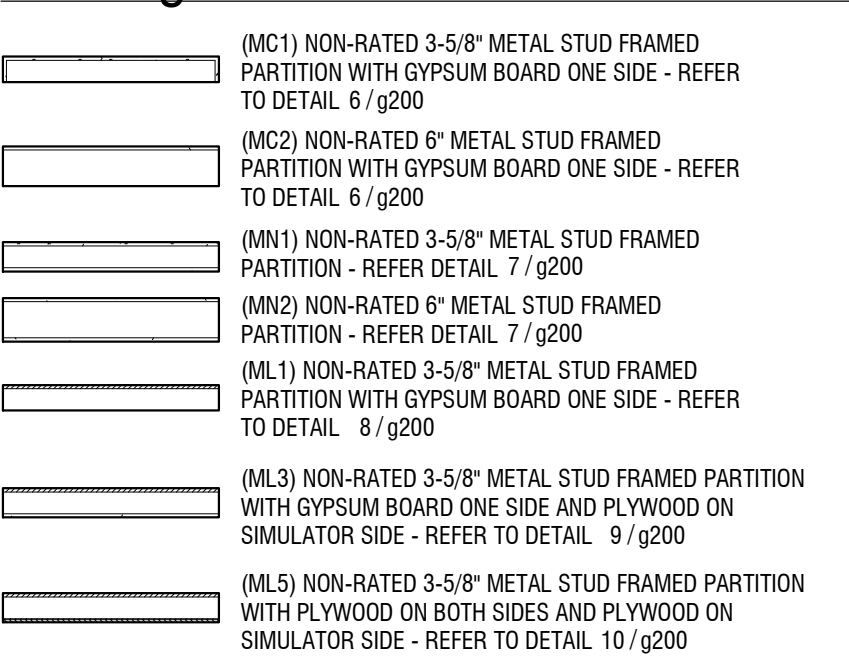 (MC1) NON-RATED 3-5/8" METAL STUD FRAMED
PARTITION WITH GYPSUM BOARD ONE SIDE - REFER
TO DETAIL 6 / g200
(MC2) NON-RATED 6" METAL STUD FRAMED
PARTITION WITH GYPSUM BOARD ONE SIDE - REFER
TO DETAIL 6 / g200
(MN1) NON-RATED 3-5/8" METAL STUD FRAMED
PARTITION - REFER DETAIL 7 / g200
(MN2) NON-RATED 6" METAL STUD FRAMED
PARTITION - REFER DETAIL 7 / g200
(ML1) NON-RATED 3-5/8" METAL STUD FRAMED
PARTITION WITH GYPSUM BOARD ONE SIDE - REFER
TO DETAIL 8 / g200
(ML3) NON-RATED 3-5/8" METAL STUD FRAMED PARTITION
WITH GYPSUM BOARD ONE SIDE AND PLYWOOD ON
SIMULATOR SIDE - REFER TO DETAIL 9 / g200
(ML5) NON-RATED 3-5/8" METAL STUD FRAMED PARTITION
WITH PLYWOOD ON BOTH SIDES AND PLYWOOD ON
SIMULATOR SIDE - REFER TO DETAIL 10 / g200